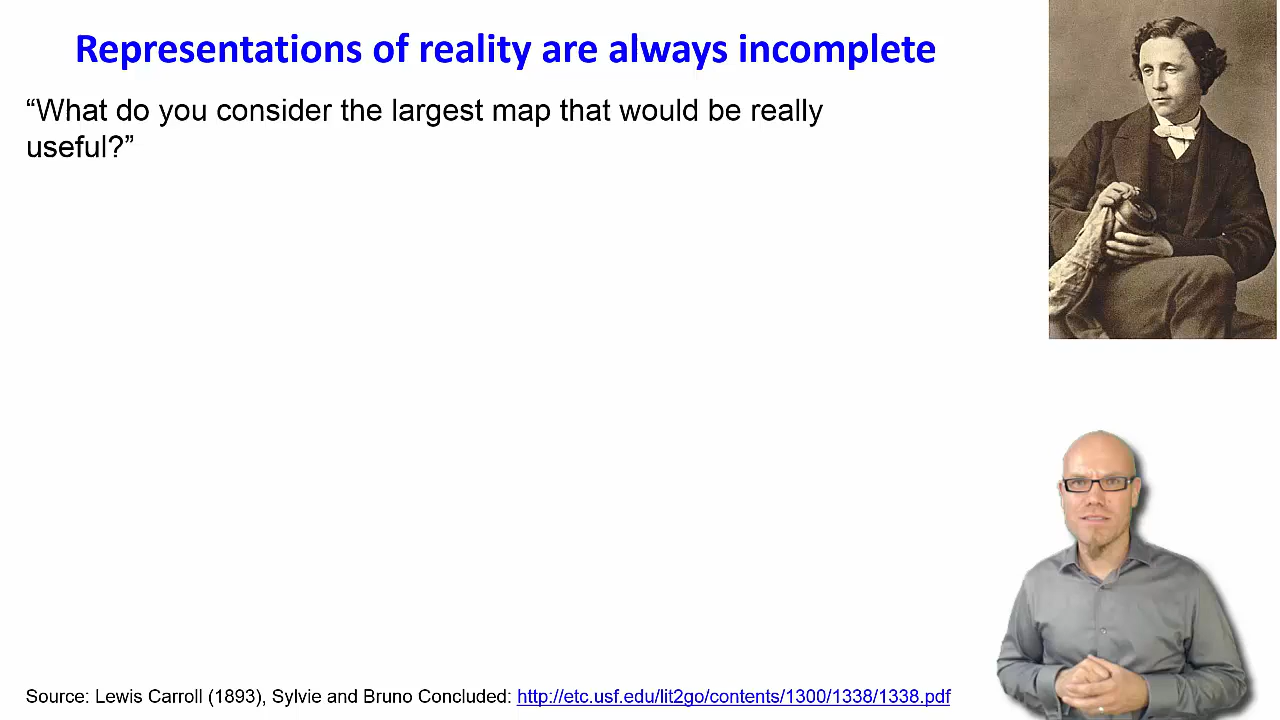 Representations of reality are always incomplete
“What do you consider the largest map that would be really
useful?”
Source: Lewis Carroll (1893), Sylvie and Bruno Concluded: http://etc.usf.edu/lit2go/contents/1300/1338/1338.pdf